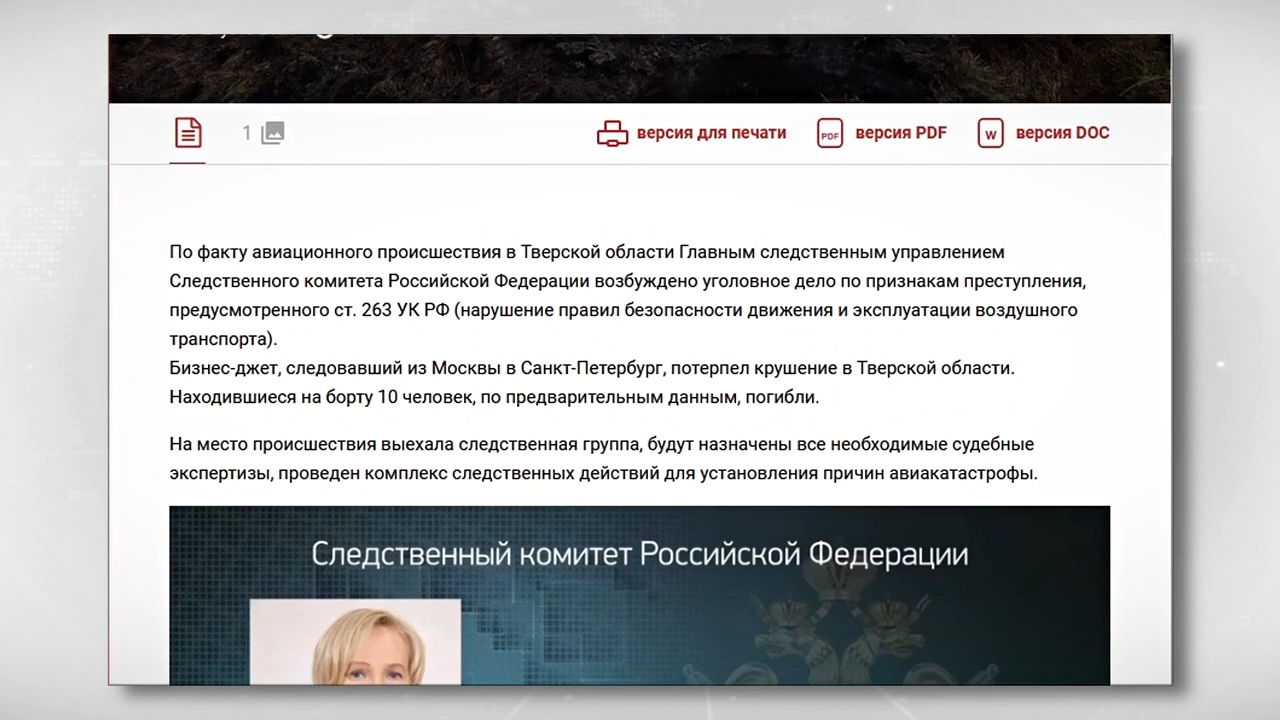 1
версия для печати
PDF
версия PDF
W
версия DOC
По факту авиационного происшествия в Тверской области Главным следственным управлением
Следственного комитета Российской Федерации возбуждено уголовное дело по признакам преступления,
предусмотренного ст. 263 УК РФ (нарушение правил безопасности движения и эксплуатации воздушного
транспорта).
Бизнес-джет, следовавший из Москвы в Санкт-Петербург, потерпел крушение в Тверской области.
Находившиеся на борту 10 человек, по предварительным данным, погибли.
На место происшествия выехала следственная группа, будут назначены все необходимые судебные
экспертизы, проведен комплекс следственных действий для установления причин авиакатастрофы.
Следственный комитет Российской Федерации